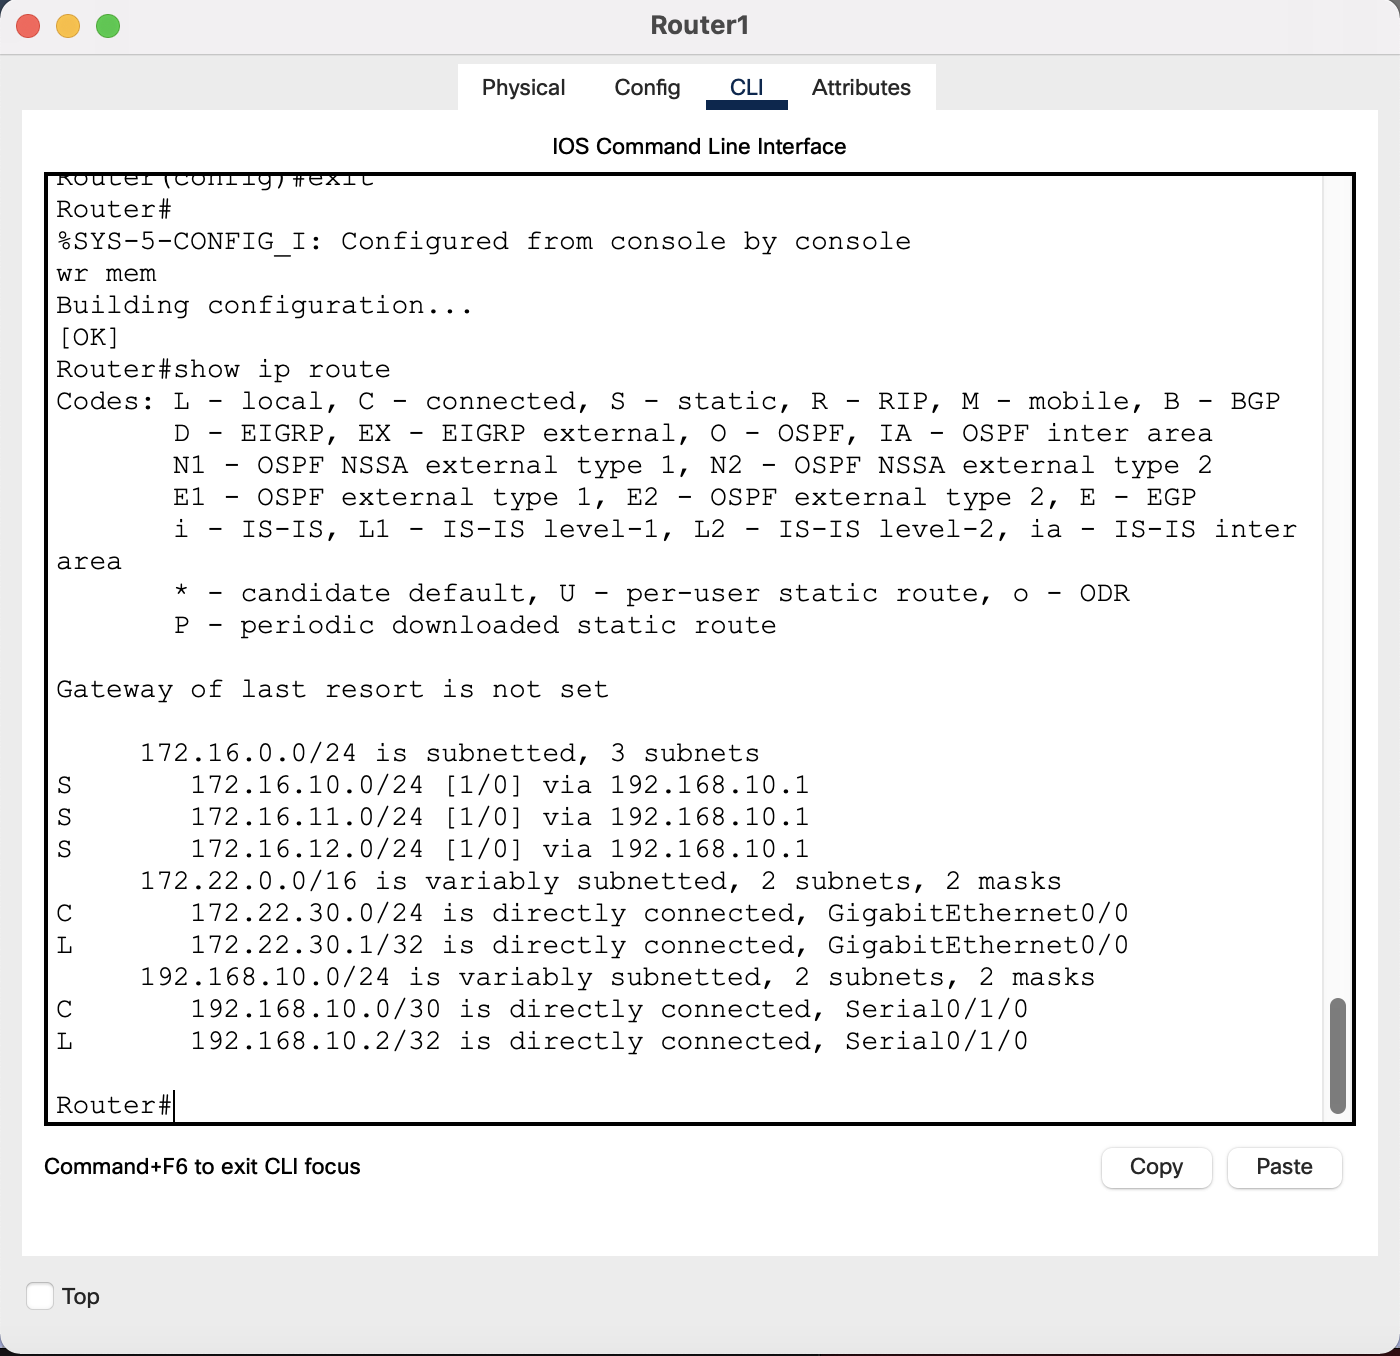 Router1
Physical Config CLI Attributes
IOS Command Line Interface
Router(config)#exit
Router#
%SYS-5-CONFIG_I: Configured from console by console
wr mem
Building configuration...
[OK]
Router#show ip route
Codes: L - local, C - connected, S - static, R - RIP, M - mobile, B - BGP
       D - EIGRP, EX - EIGRP external, O - OSPF, IA - OSPF inter area
       N1 - OSPF NSSA external type 1, N2 - OSPF NSSA external type 2
       E1 - OSPF external type 1, E2 - OSPF external type 2, E - EGP
       i - IS-IS, L1 - IS-IS level-1, L2 - IS-IS level-2, ia - IS-IS inter
area
       * - candidate default, U - per-user static route, o - ODR
       P - periodic downloaded static route
Gateway of last resort is not set
     172.16.0.0/24 is subnetted, 3 subnets
S       172.16.10.0/24 [1/0] via 192.168.10.1
S       172.16.11.0/24 [1/0] via 192.168.10.1
S       172.16.12.0/24 [1/0] via 192.168.10.1
     172.22.0.0/16 is variably subnetted, 2 subnets, 2 masks
C       172.22.30.0/24 is directly connected, GigabitEthernet0/0
L       172.22.30.1/32 is directly connected, GigabitEthernet0/0
     192.168.10.0/24 is variably subnetted, 2 subnets, 2 masks
C       192.168.10.0/30 is directly connected, Serial0/1/0
L       192.168.10.2/32 is directly connected, Serial0/1/0
Router#
Command+F6 to exit CLI focus Copy Paste
Top